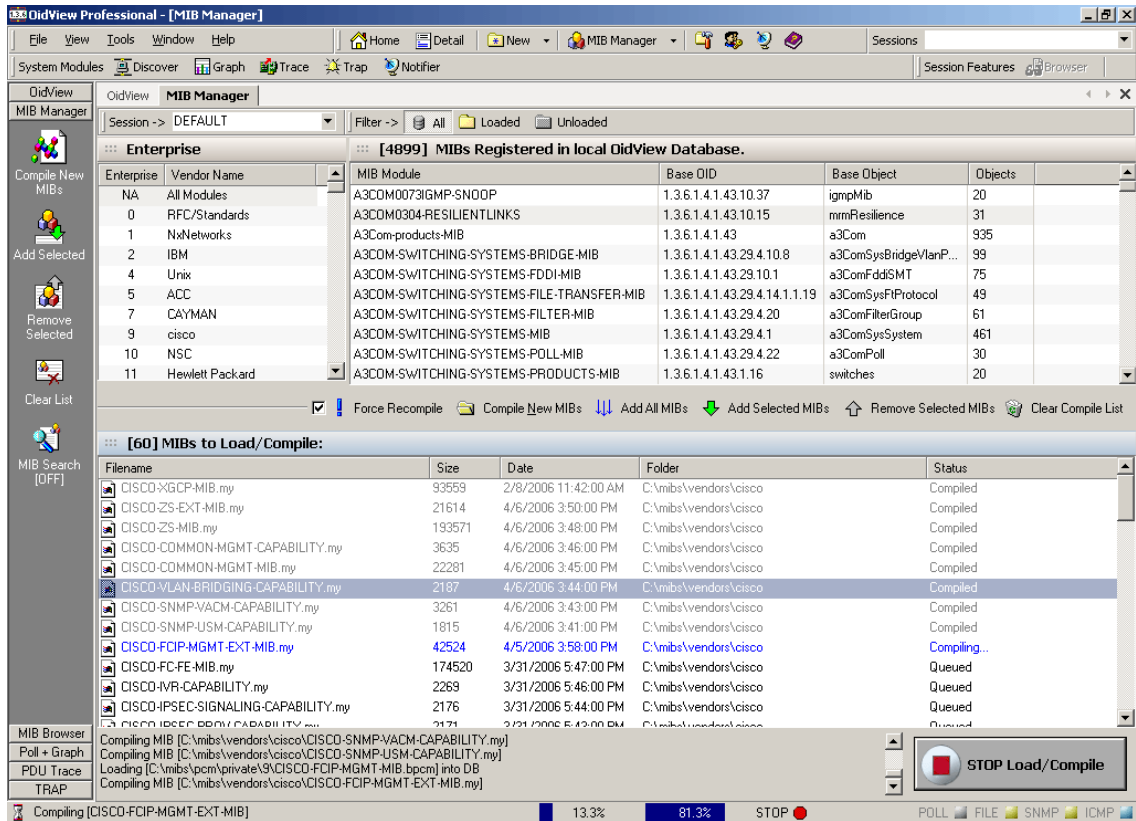 OidView Professional - [MIB Manager]
File View Tools Window Help Home Detail New MIB Manager Sessions
System Modules Discover Graph Trace Trap Notifier Session Features Browser
OidView
MIB Manager
Compile New MIBs
Add Selected
Remove Selected
Clear List
MIB Search [OFF]
MIB Browser
Poll + Graph
PDU Trace
TRAP
OidView MIB Manager
Session -> DEFAULT Filter -> All Loaded Unloaded
Enterprise
Enterprise Vendor Name
NA All Modules
0 RFC/Standards
1 NxNetworks
2 IBM
4 Unix
5 ACC
7 CAYMAN
9 cisco
10 NSC
11 Hewlett Packard
[4899] MIBs Registered in local OidView Database.
MIB Module Base OID Base Object Objects
A3COM0073IGMP-SNOOP 1.3.6.1.4.1.43.10.37 igmpMib 20
A3COM0304-RESILIENTLINKS 1.3.6.1.4.1.43.10.15 mrmResilience 31
A3Com-products-MIB 1.3.6.1.4.1.43 a3Com 935
A3COM-SWITCHING-SYSTEMS-BRIDGE-MIB 1.3.6.1.4.1.43.29.4.10.8 a3ComSysBridgeVlanP... 99
A3COM-SWITCHING-SYSTEMS-FDDI-MIB 1.3.6.1.4.1.43.29.10.1 a3ComFddiSMT 75
A3COM-SWITCHING-SYSTEMS-FILE-TRANSFER-MIB 1.3.6.1.4.1.43.29.4.14.1.1.19 a3ComSysFtProtocol 49
A3COM-SWITCHING-SYSTEMS-FILTER-MIB 1.3.6.1.4.1.43.29.4.20 a3ComFilterGroup 61
A3COM-SWITCHING-SYSTEMS-MIB 1.3.6.1.4.1.43.29.4.1 a3ComSysSystem 461
A3COM-SWITCHING-SYSTEMS-POLL-MIB 1.3.6.1.4.1.43.29.4.22 a3ComPoll 30
A3COM-SWITCHING-SYSTEMS-PRODUCTS-MIB 1.3.6.1.4.1.43.1.16 switches 20
Force Recompile Compile New MIBs Add All MIBs Add Selected MIBs Remove Selected MIBs Clear Compile List
[60] MIBs to Load/Compile:
Filename Size Date Folder Status
CISCO-XGCP-MIB.my 93559 2/8/2006 11:42:00 AM C:\mibs\vendors\cisco Compiled
CISCO-ZS-EXT-MIB.my 21614 4/6/2006 3:50:00 PM C:\mibs\vendors\cisco Compiled
CISCO-ZS-MIB.my 193571 4/6/2006 3:48:00 PM C:\mibs\vendors\cisco Compiled
CISCO-COMMON-MGMT-CAPABILITY.my 3635 4/6/2006 3:46:00 PM C:\mibs\vendors\cisco Compiled
CISCO-COMMON-MGMT-MIB.my 22281 4/6/2006 3:45:00 PM C:\mibs\vendors\cisco Compiled
CISCO-VLAN-BRIDGING-CAPABILITY.my 2187 4/6/2006 3:44:00 PM C:\mibs\vendors\cisco Compiled
CISCO-SNMP-VACM-CAPABILITY.my 3261 4/6/2006 3:43:00 PM C:\mibs\vendors\cisco Compiled
CISCO-SNMP-USM-CAPABILITY.my 1815 4/6/2006 3:41:00 PM C:\mibs\vendors\cisco Compiled
CISCO-FCIP-MGMT-EXT-MIB.my 42524 4/5/2006 3:58:00 PM C:\mibs\vendors\cisco Compiling...
CISCO-FC-FE-MIB.my 174520 3/31/2006 5:47:00 PM C:\mibs\vendors\cisco Queued
CISCO-IVR-CAPABILITY.my 2269 3/31/2006 5:46:00 PM C:\mibs\vendors\cisco Queued
CISCO-IPSEC-SIGNALING-CAPABILITY.my 2176 3/31/2006 5:44:00 PM C:\mibs\vendors\cisco Queued
CISCO-IPSEC-PROV-CAPABILITY.my 2171 3/31/2006 5:43:00 PM C:\mibs\vendors\cisco Queued
Compiling MIB [C:\mibs\vendors\cisco\CISCO-SNMP-VACM-CAPABILITY.my]
Compiling MIB [C:\mibs\vendors\cisco\CISCO-SNMP-USM-CAPABILITY.my]
Loading [C:\mibs\pcm\private\9\CISCO-FCIP-MGMT-MIB.bpcm] into DB
Compiling MIB [C:\mibs\vendors\cisco\CISCO-FCIP-MGMT-EXT-MIB.my]
STOP Load/Compile
Compiling [CISCO-FCIP-MGMT-EXT-MIB] 13.3% 81.3% STOP POLL FILE SNMP ICMP